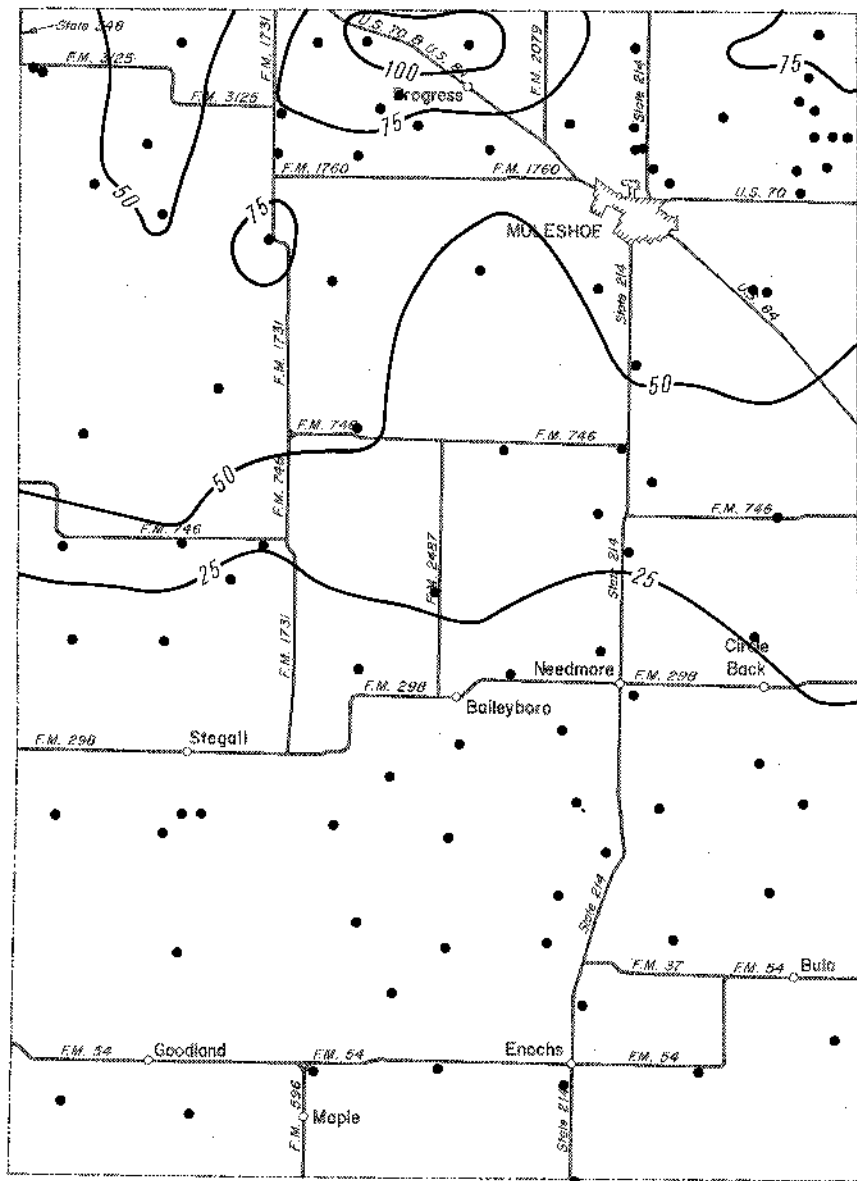 State 348
F.M. 3125
F.M. 1731
U.S. 70 & U.S. 84
F.M. 2079
State 214
75
100
Progress
F.M. 3125
75
F.M. 1760
F.M. 1760
50
U.S. 70
75
MULESHOE
State 214
U.S. 84
F.M. 1731
50
F.M. 746
F.M. 746
50
F.M. 746
F.M. 746
F.M. 746
25
F.M. 2487
State 214
25
F.M. 1731
Circle
Back
Needmore
F.M. 298
F.M. 298
Baileyboro
Stegall
F.M. 298
State 214
F.M. 37
F.M. 54
Bula
F.M. 54
Goodland
F.M. 54
Enochs
F.M. 54
F.M. 596
Maple
State 214